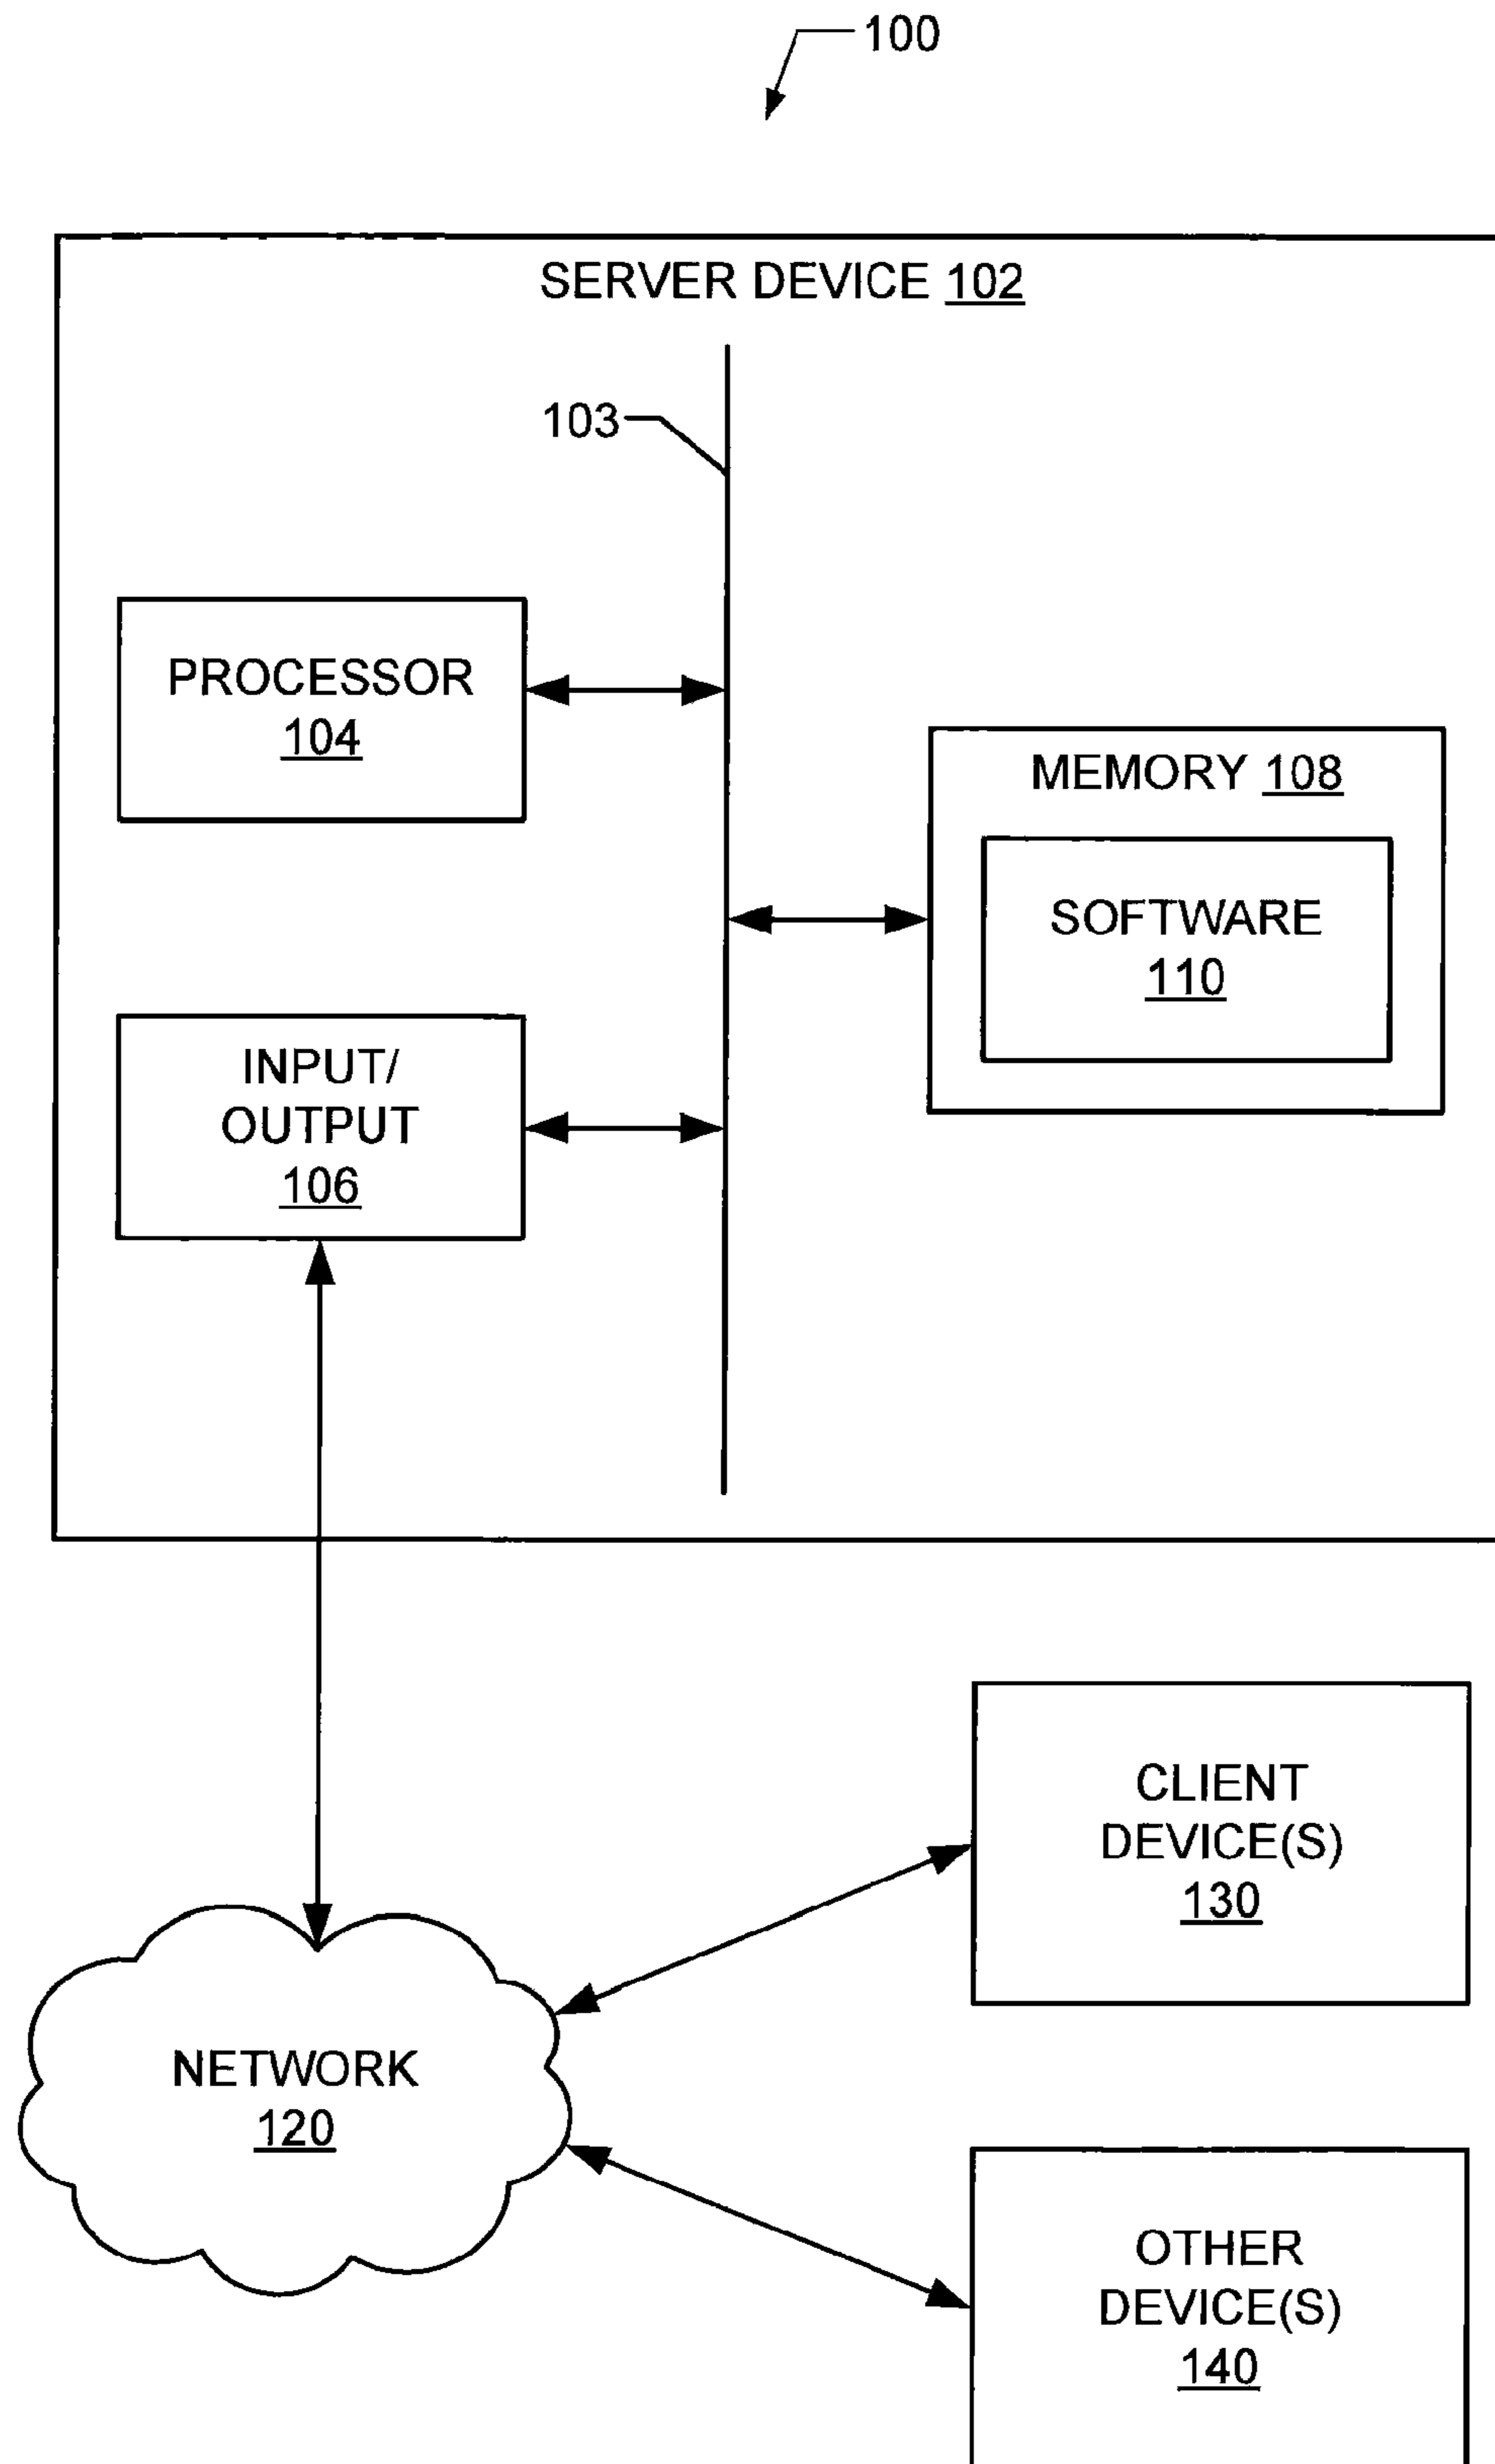 100
SERVER DEVICE 102
103
PROCESSOR
104
MEMORY 108
SOFTWARE
110
INPUT/
OUTPUT
106
CLIENT
DEVICE(S)
130
NETWORK
120
OTHER
DEVICE(S)
140